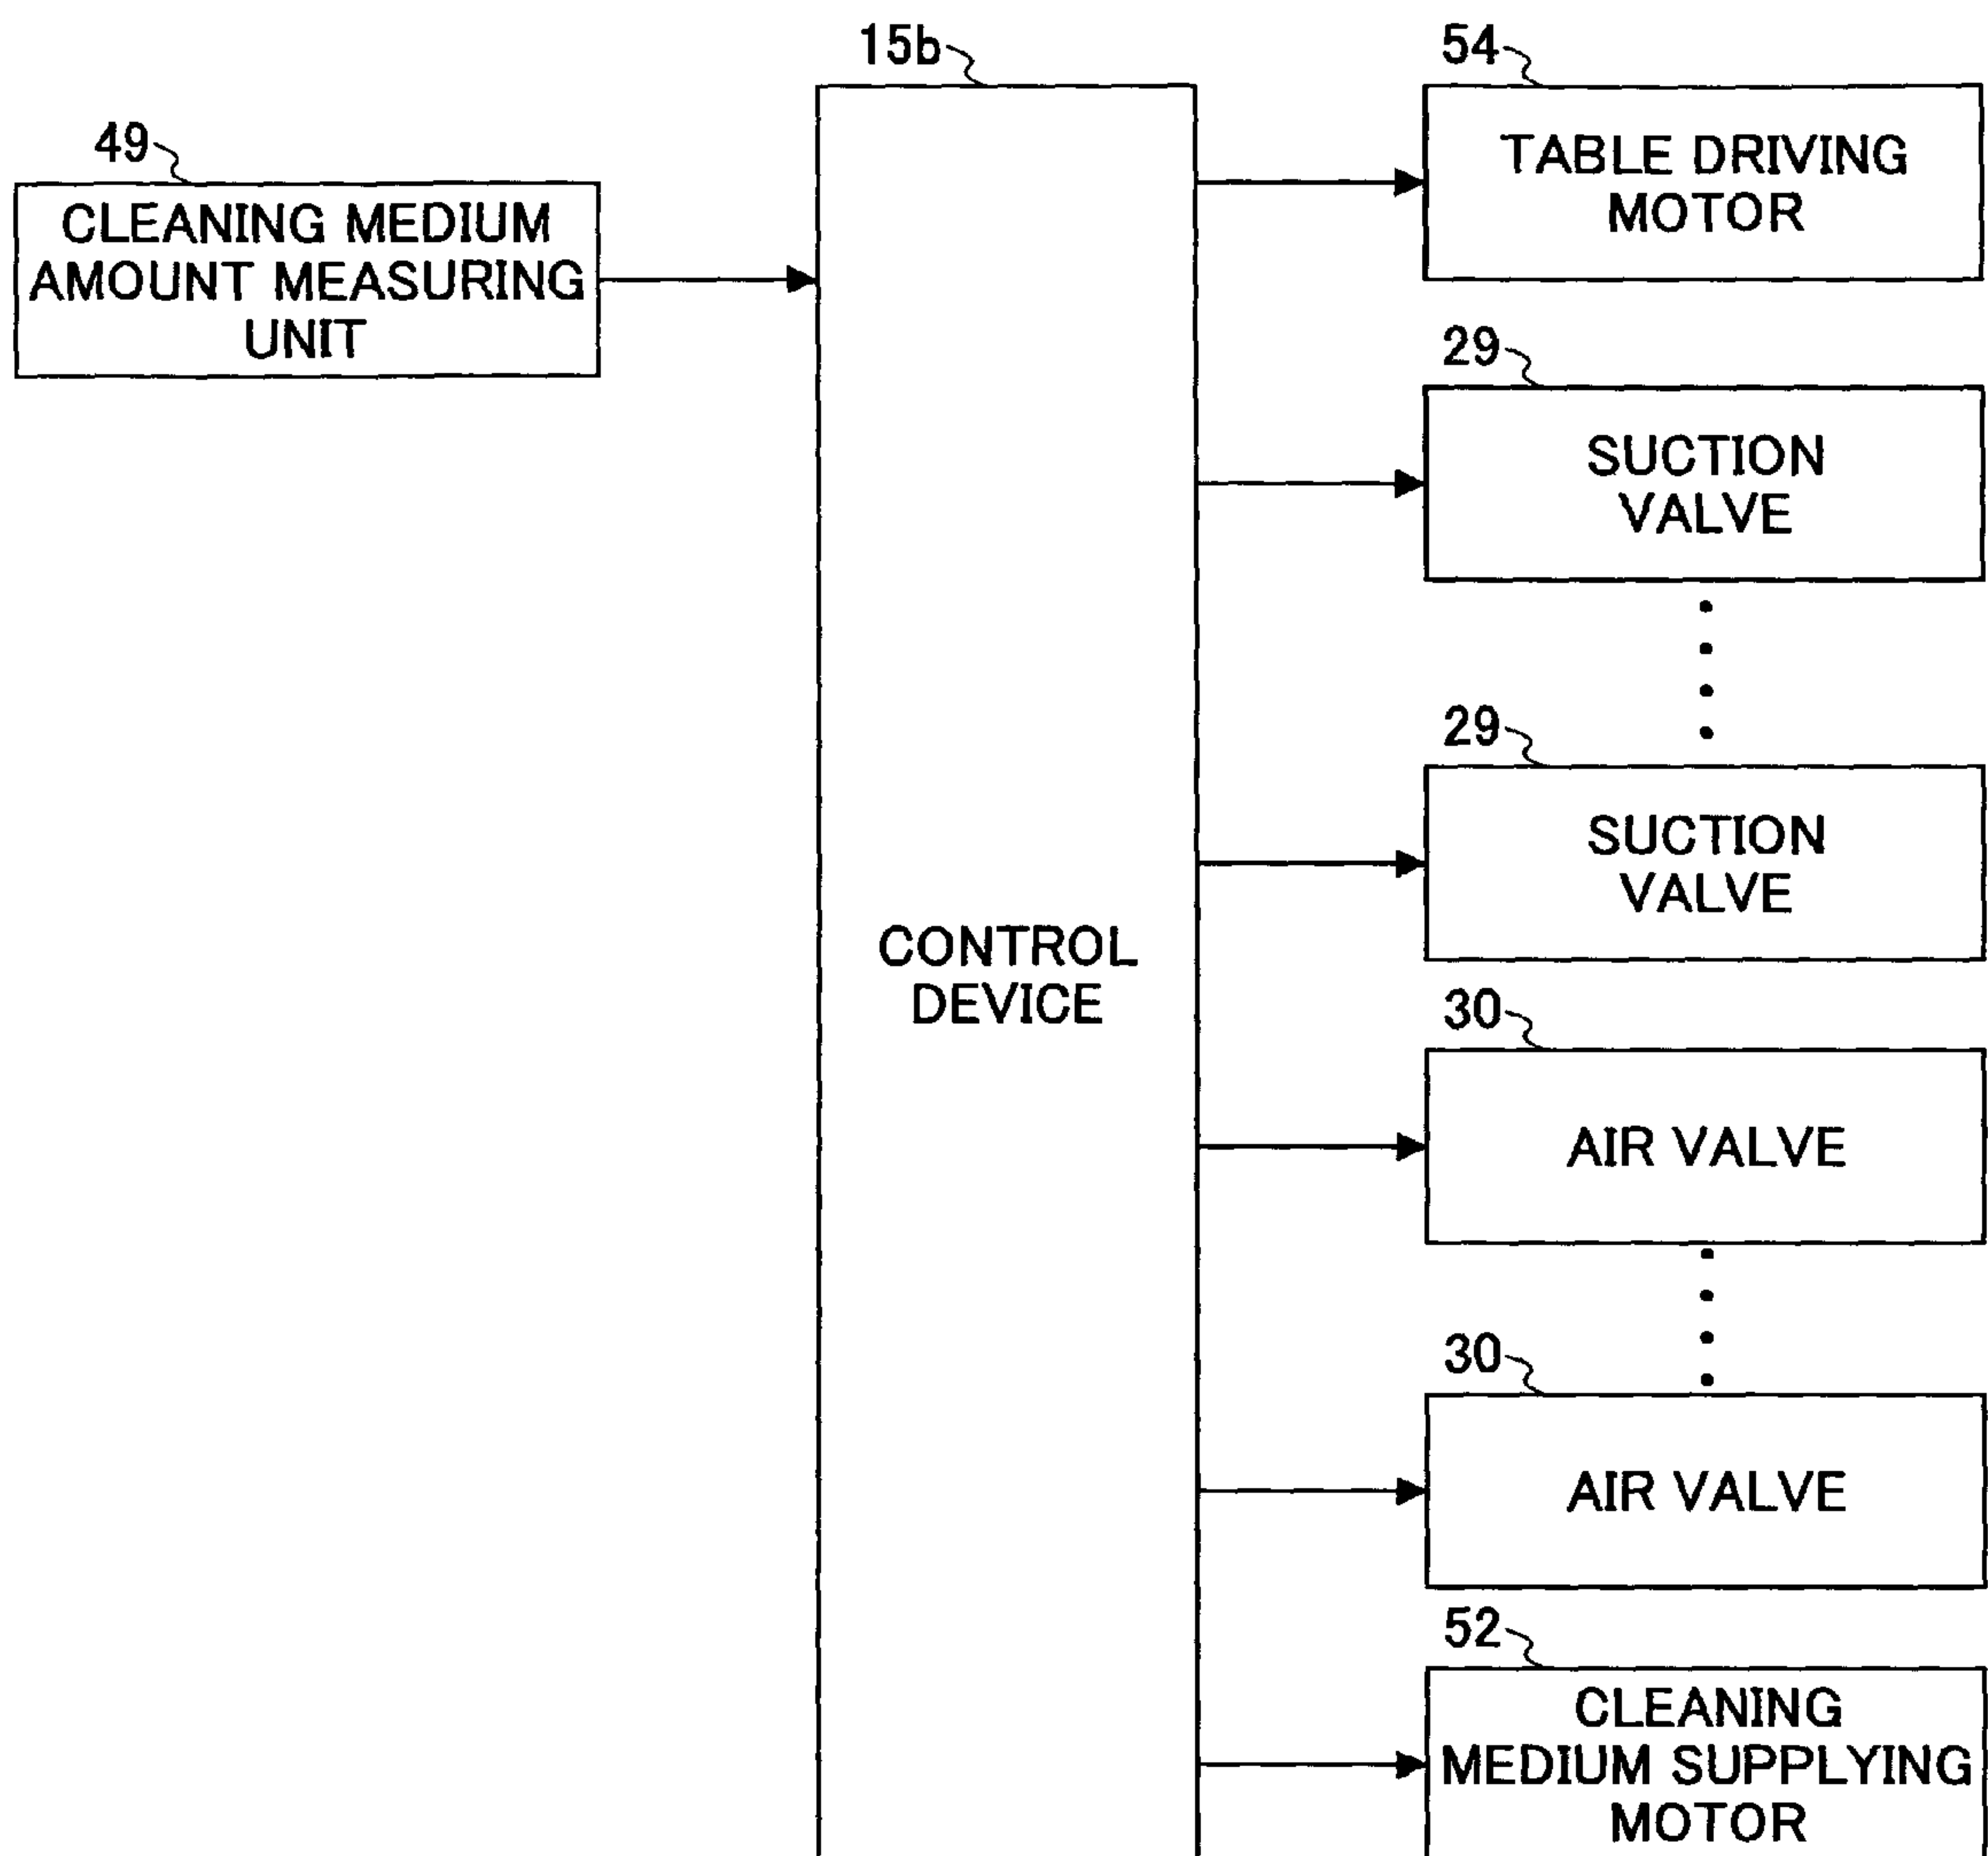 49
CLEANING MEDIUM
AMOUNT MEASURING
UNIT
15b
CONTROL
DEVICE
54
TABLE DRIVING
MOTOR
29
SUCTION
VALVE
29
SUCTION
VALVE
30
AIR VALVE
30
AIR VALVE
52
CLEANING
MEDIUM SUPPLYING
MOTOR